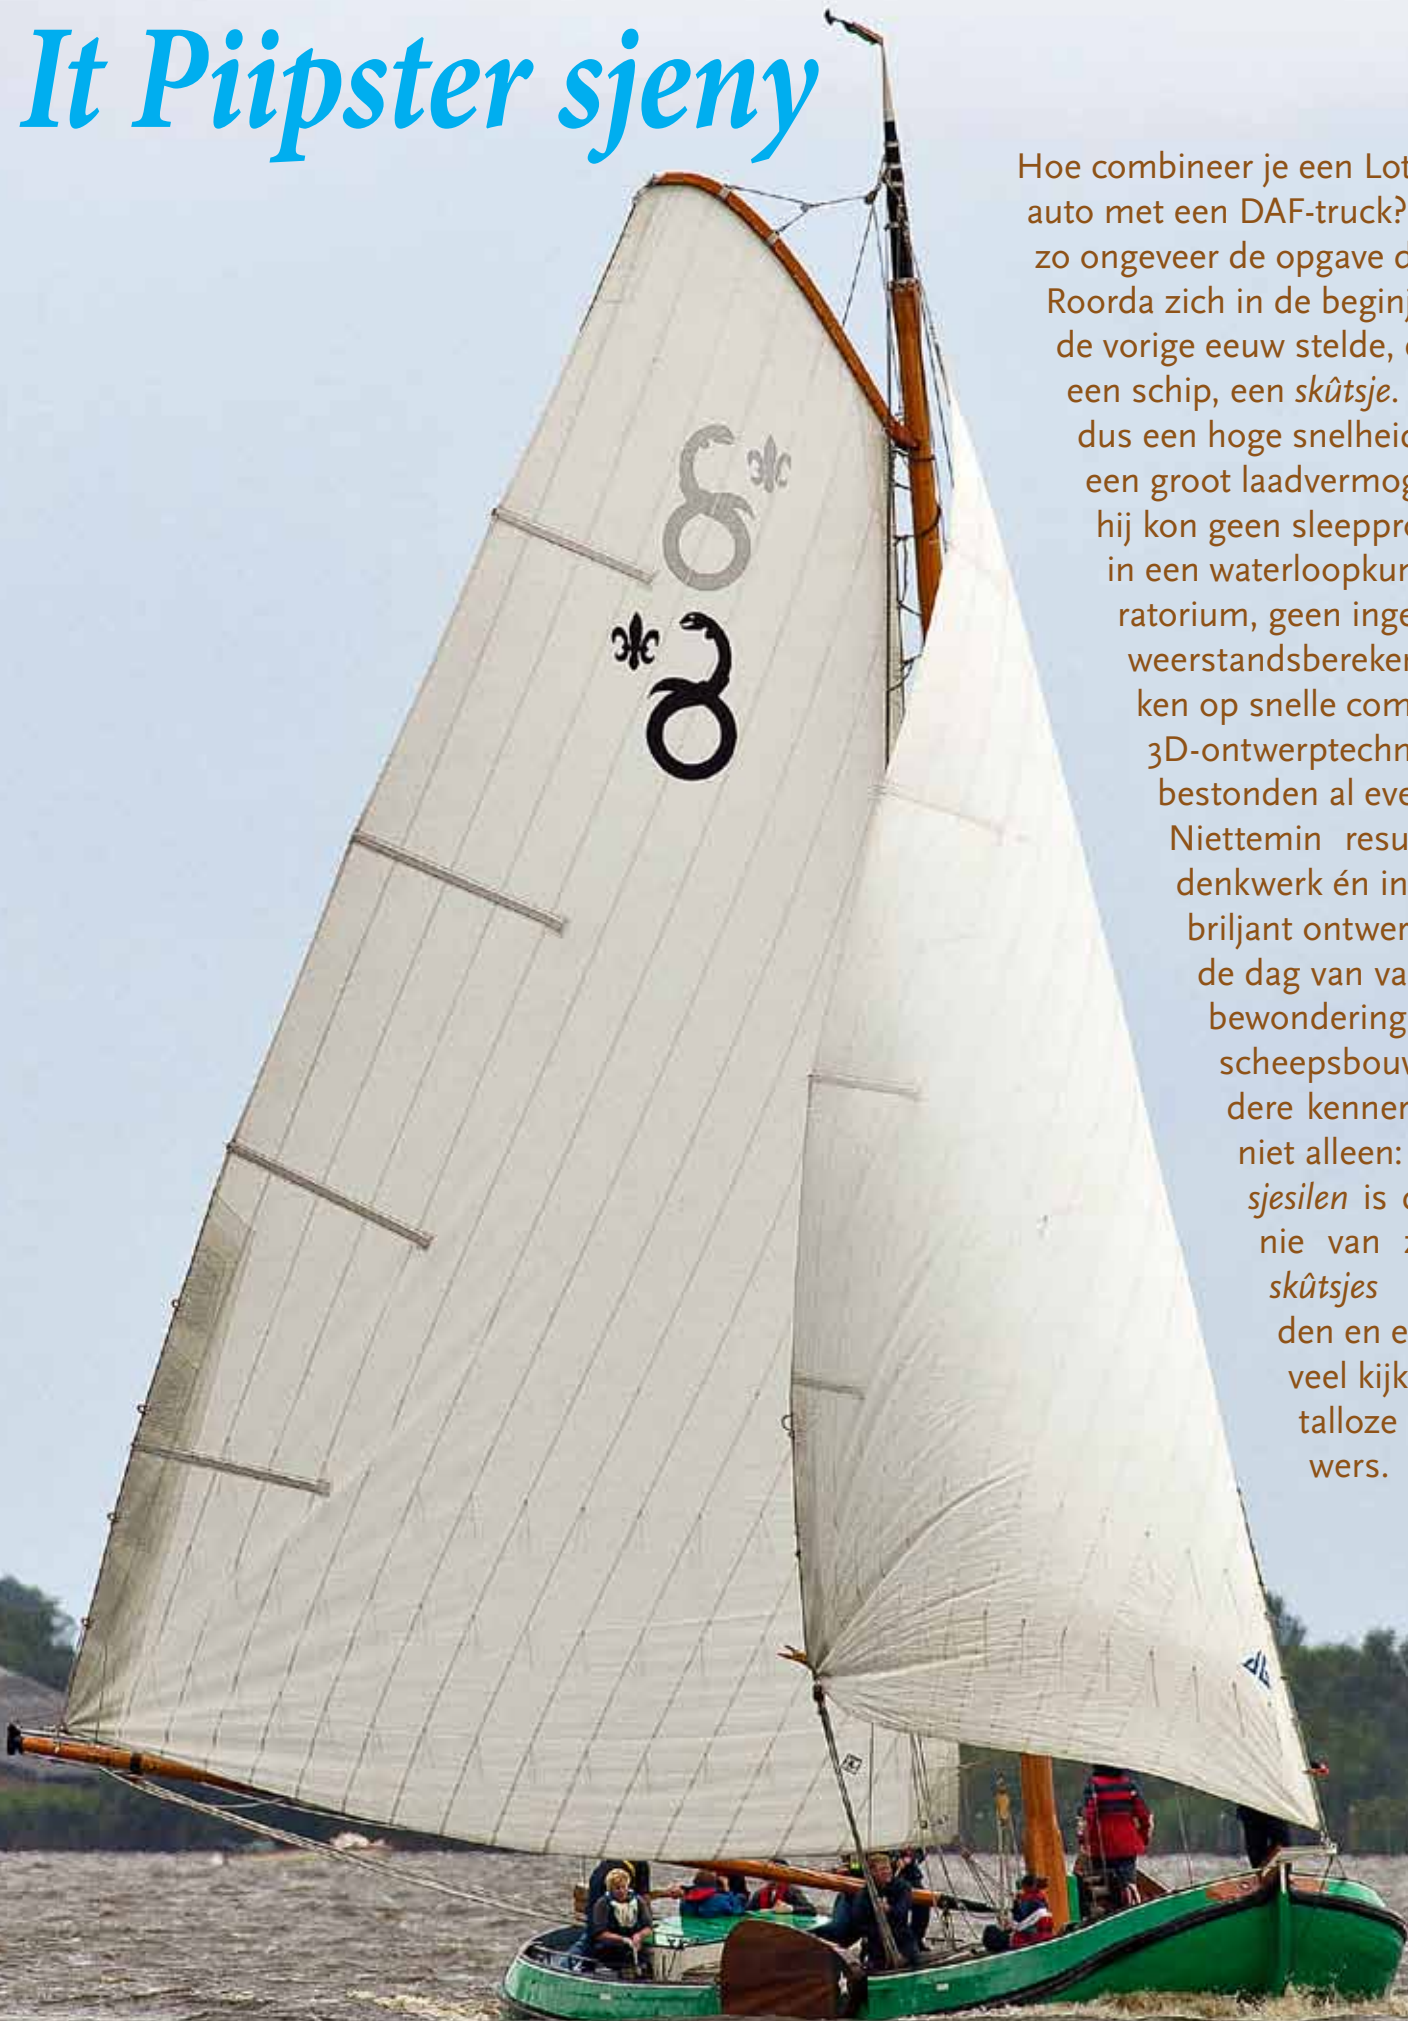 It Piipster sjeny
Hoe combineer je een Lot
auto met een DAF-truck?
zo ongeveer de opgave d
Roorda zich in de beginj
de vorige eeuw stelde,
een schip, een skûtsje.
dus een hoge snelheid
een groot laadvermog
hij kon geen sleeppro
in een waterloopkun
ratorium, geen inge
weerstandsbereken
ken op snelle com
3D-ontwerptechn
bestonden al eve
Niettemin resu
denkwerk én in
briljant ontwer
de dag van va
bewondering
scheepsbouw
dere kenner
niet alleen:
sjesilen is
nie van
skûtsjes
den en e
veel kijk
talloze
wers.